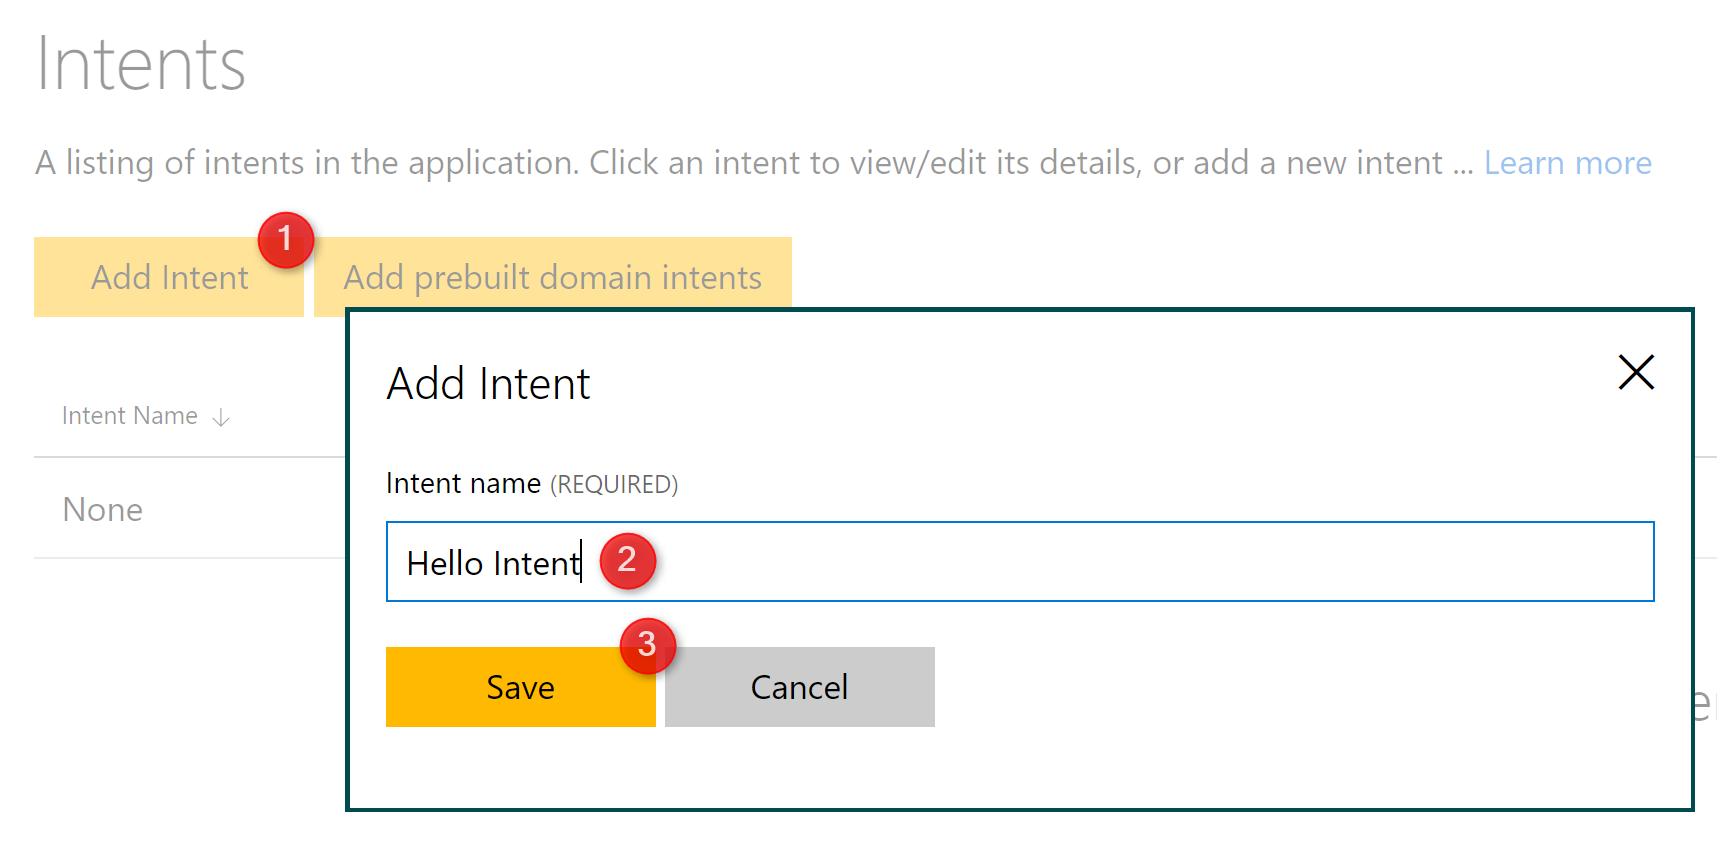 Intents
A listing of intents in the application. Click an intent to view/edit its details, or add a new intent ... Learn more
1
Add Intent Add prebuilt domain intents
Add Intent
Intent Name
Intent name (REQUIRED)
None
Hello Intent 2
3
Save Cancel